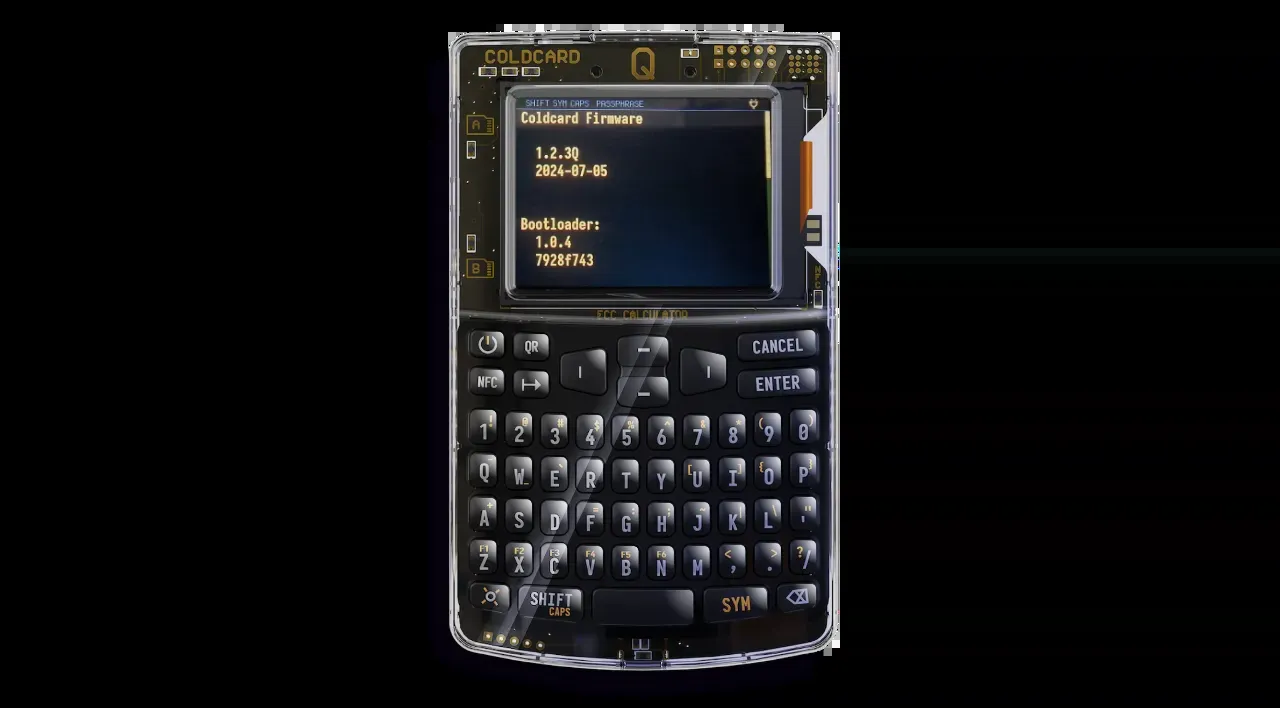 COLDCARD
Q
SHIFT SYM CAPS PASSPHRASE
Coldcard Firmware
1.2.3Q
2024-07-05
Bootloader:
1.0.4
7928f743
A
B
NFC
ECC CALCULATOR
QR
CANCEL
NFC
ENTER
1! 2@ 3# 4$ 5% 6^ 7& 8* 9( 0)
Q W_ E` R T Y U[ I] O{ P}
A+ S D F= G: H; J~ K| L\ '"
F1 F2 F3 F4 F5 F6
Z X C V B N M ,< .> ?/
SHIFT
CAPS
SYM